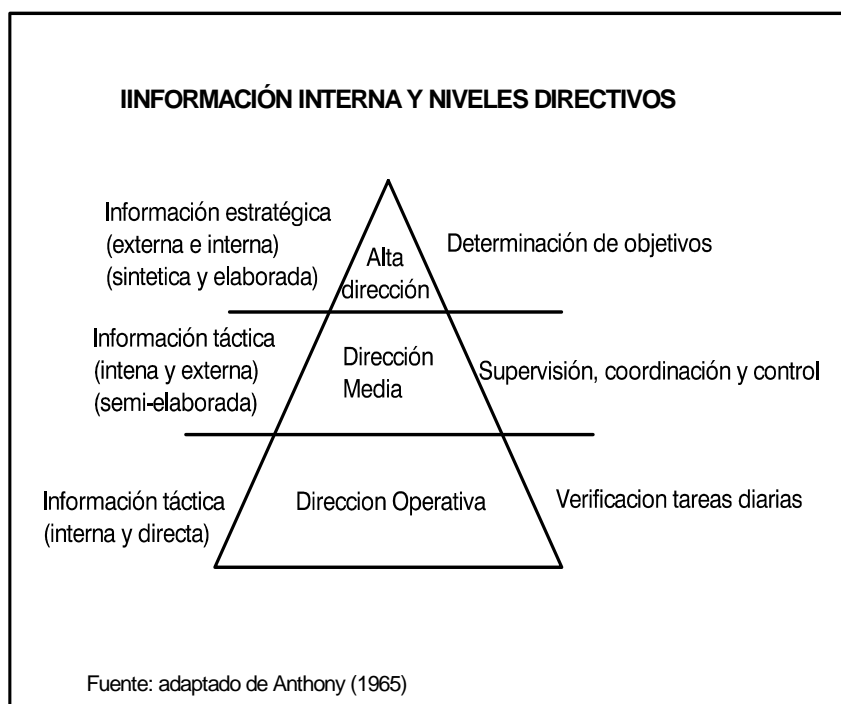 IINFORMACIÓN INTERNA Y NIVELES DIRECTIVOS
Información estratégica
(externa e interna)
(sintetica y elaborada)
Alta
dirección
Determinación de objetivos
Información táctica
(intena y externa)
(semi-elaborada)
Dirección
Media
Supervisión, coordinación y control
Información táctica
(interna y directa)
Direccion Operativa
Verificacion tareas diarias
Fuente: adaptado de Anthony (1965)